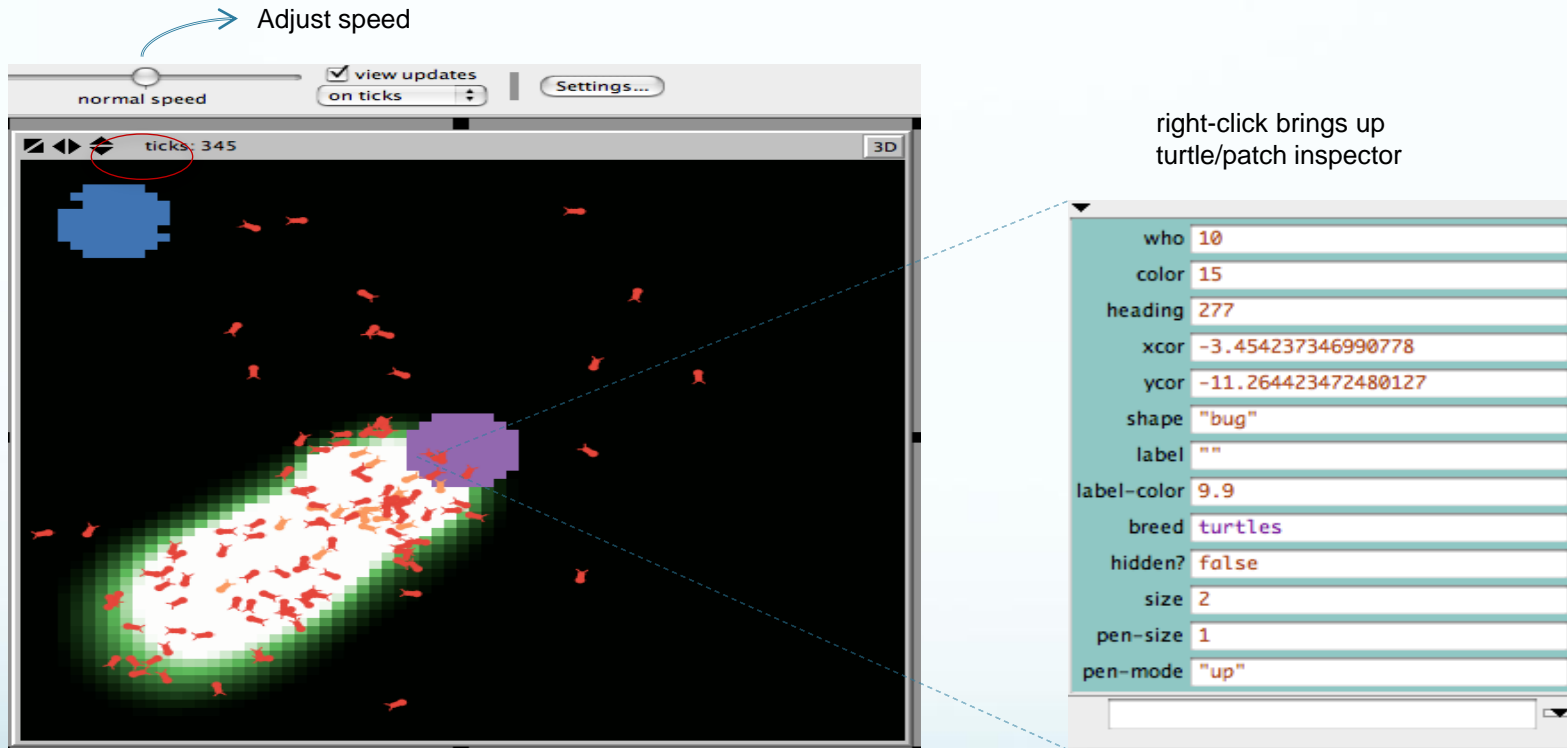 Adjust speed
view updates
normal speed
on ticks
Settings...
ticks: 345
3D
right-click brings up
turtle/patch inspector
who 10
color 15
heading 277
xcor -3.454237346990778
ycor -11.264423472480127
shape "bug"
label ""
label-color 9.9
breed turtles
hidden? false
size 2
pen-size 1
pen-mode "up"